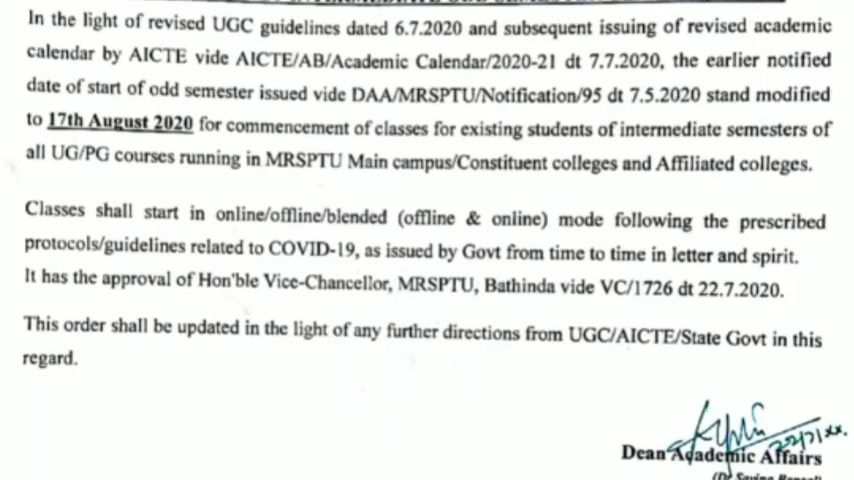 In the light of revised UGC guidelines dated 6.7.2020 and subsequent issuing of revised academic
calendar by AICTE vide AICTE/AB/Academic Calendar/2020-21 dt 7.7.2020, the earlier notified
date of start of odd semester issued vide DAA/MRSPTU/Notification/95 dt 7.5.2020 stand modified
to 17th August 2020 for commencement of classes for existing students of intermediate semesters of
all UG/PG courses running in MRSPTU Main campus/Constituent colleges and Affiliated colleges.
Classes shall start in online/offline/blended (offline & online) mode following the prescribed
protocols/guidelines related to COVID-19, as issued by Govt from time to time in letter and spirit.
It has the approval of Hon'ble Vice-Chancellor, MRSPTU, Bathinda vide VC/1726 dt 22.7.2020.
This order shall be updated in the light of any further directions from UGC/AICTE/State Govt in this
regard.
Dean Academic Affairs